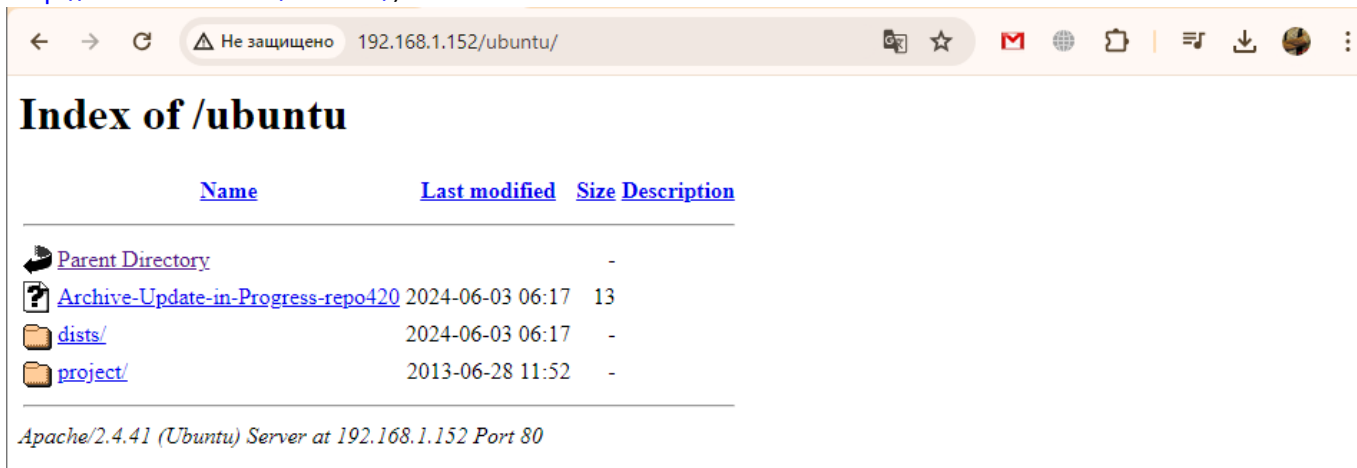 Не защищено 192.168.1.152/ubuntu/
Index of /ubuntu
Name Last modified Size Description
Parent Directory -
Archive-Update-in-Progress-repo420 2024-06-03 06:17 13
dists/ 2024-06-03 06:17 -
project/ 2013-06-28 11:52 -
Apache/2.4.41 (Ubuntu) Server at 192.168.1.152 Port 80